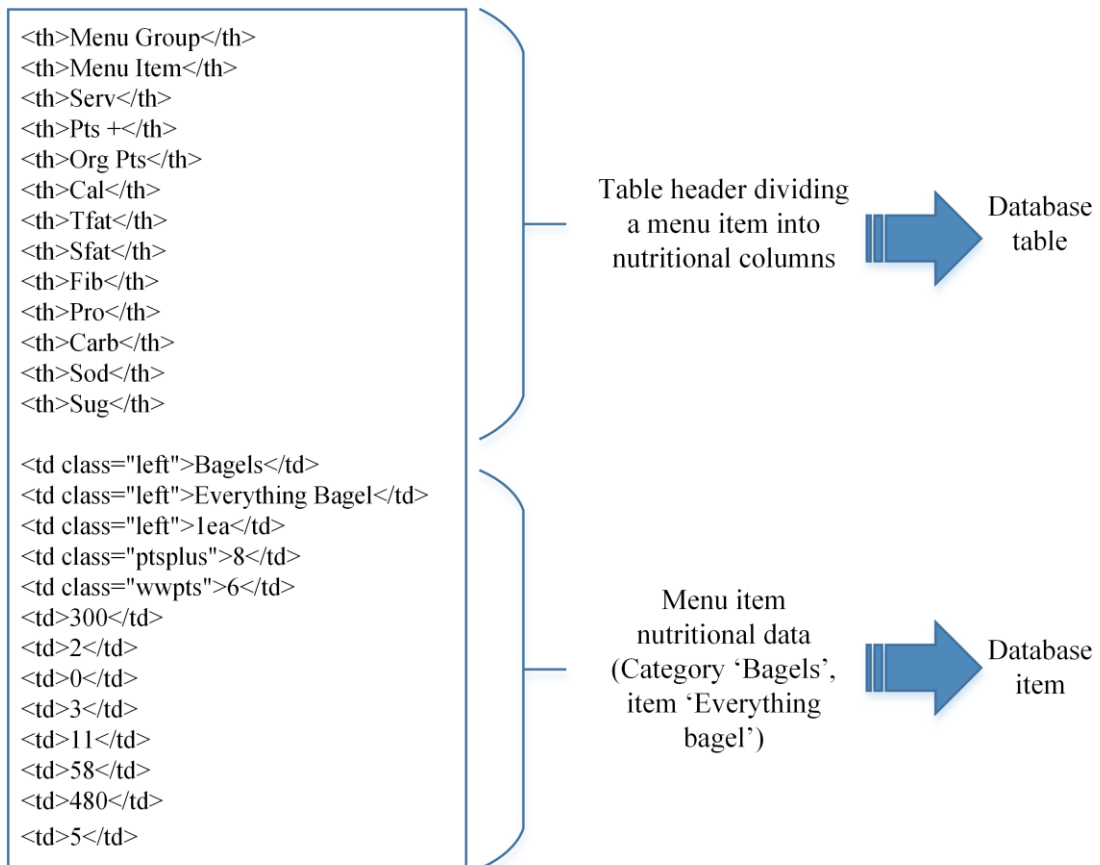 <th>Menu Group</th>
<th>Menu Item</th>
<th>Serv</th>
<th>Pts +</th>
<th>Org Pts</th>
<th>Cal</th>
<th>Tfat</th>
<th>Sfat</th>
<th>Fib</th>
<th>Pro</th>
<th>Carb</th>
<th>Sod</th>
<th>Sug</th>
Table header dividing
a menu item into
nutritional columns
Database
table
<td class="left">Bagels</td>
<td class="left">Everything Bagel</td>
<td class="left">1ea</td>
<td class="ptsplus">8</td>
<td class="wwpts">6</td>
<td>300</td>
<td>2</td>
<td>0</td>
<td>3</td>
<td>11</td>
<td>58</td>
<td>480</td>
<td>5</td>
Menu item
nutritional data
(Category ‘Bagels’,
item ‘Everything
bagel’)
Database
item